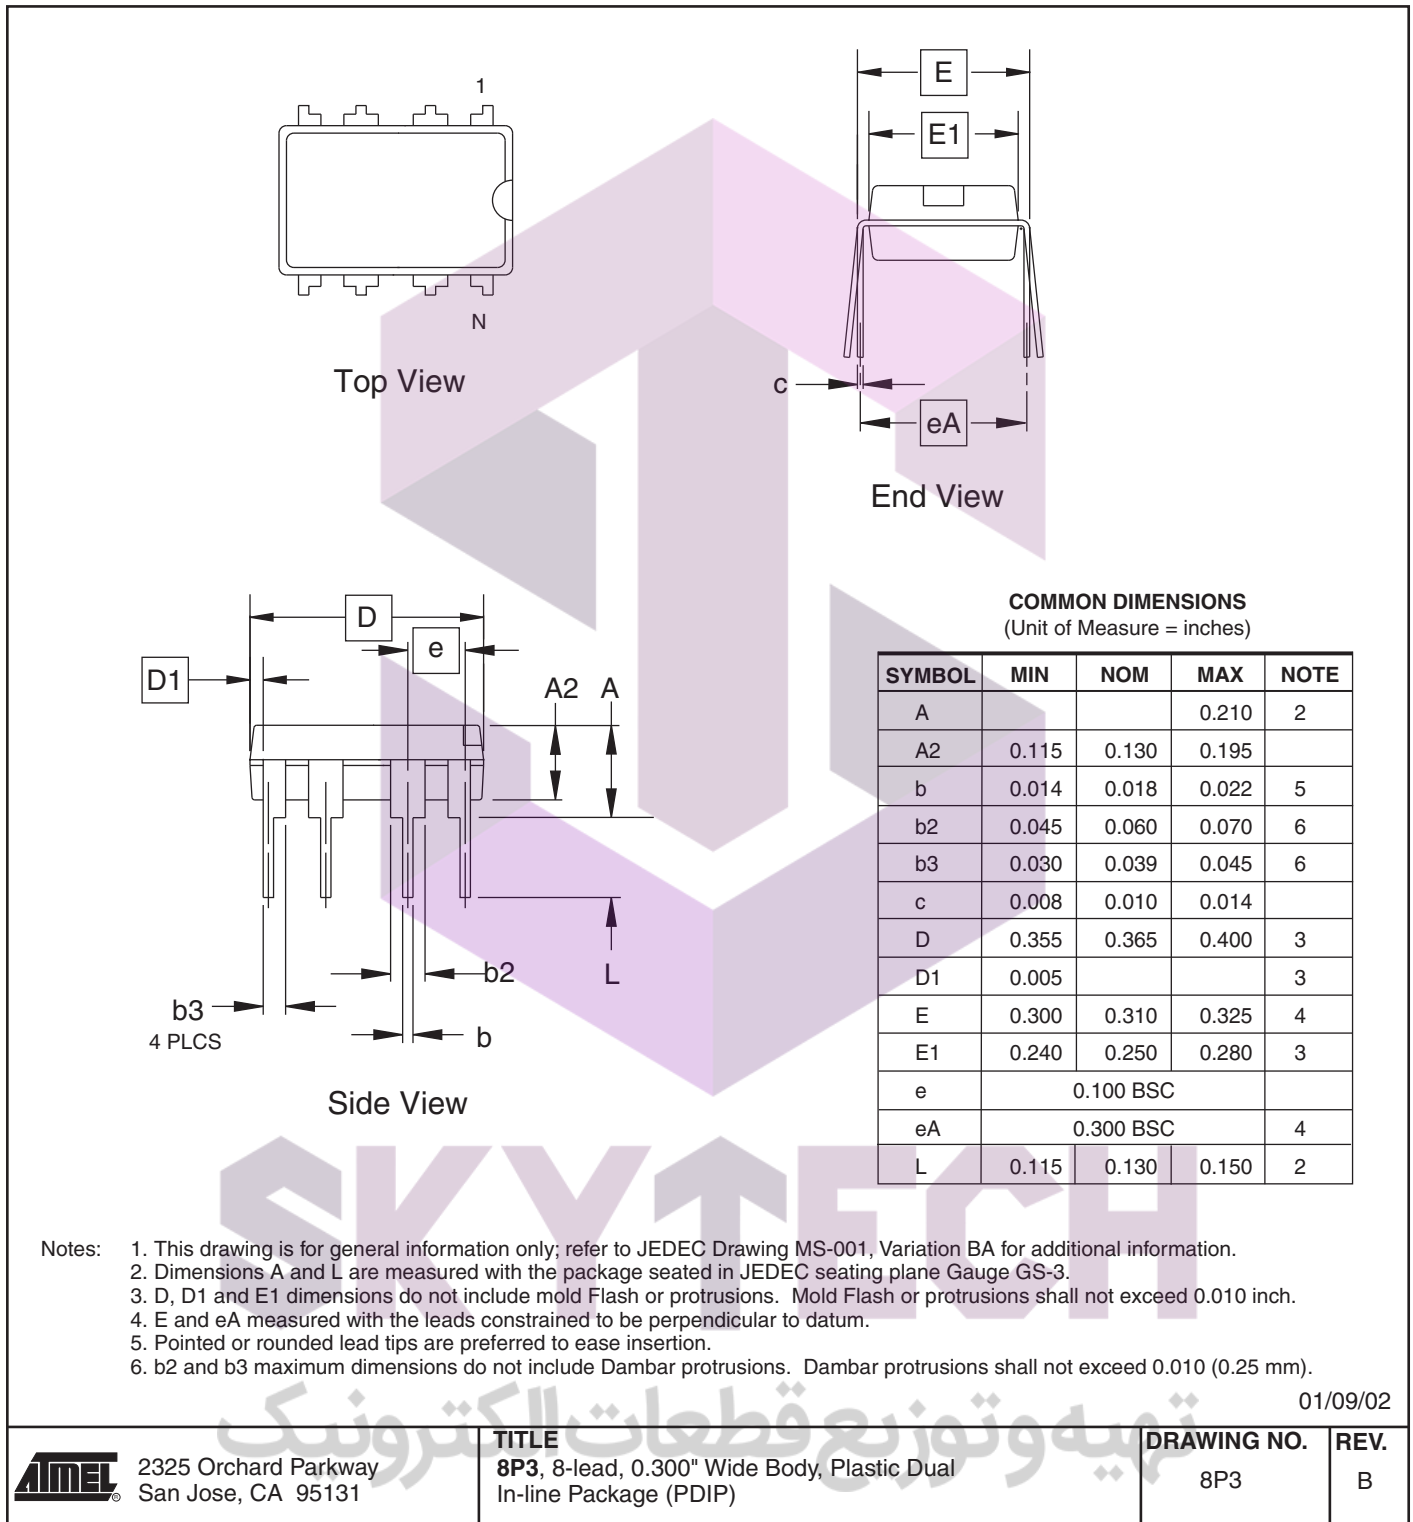 1
N
Top View
E
E1
c
eA
End View
D
e
D1
A2 A
b2
L
b3
4 PLCS
b
Side View
COMMON DIMENSIONS
(Unit of Measure = inches)
SYMBOL MIN NOM MAX NOTE
A 0.210 2
A2 0.115 0.130 0.195
b 0.014 0.018 0.022 5
b2 0.045 0.060 0.070 6
b3 0.030 0.039 0.045 6
c 0.008 0.010 0.014
D 0.355 0.365 0.400 3
D1 0.005 3
E 0.300 0.310 0.325 4
E1 0.240 0.250 0.280 3
e 0.100 BSC
eA 0.300 BSC 4
L 0.115 0.130 0.150 2
SKYTECH
Notes: 1. This drawing is for general information only; refer to JEDEC Drawing MS-001, Variation BA for additional information.
2. Dimensions A and L are measured with the package seated in JEDEC seating plane Gauge GS-3.
3. D, D1 and E1 dimensions do not include mold Flash or protrusions. Mold Flash or protrusions shall not exceed 0.010 inch.
4. E and eA measured with the leads constrained to be perpendicular to datum.
5. Pointed or rounded lead tips are preferred to ease insertion.
6. b2 and b3 maximum dimensions do not include Dambar protrusions. Dambar protrusions shall not exceed 0.010 (0.25 mm).
01/09/02
تهیه و توزیع قطعات الکترونیک
ATMEL ®
2325 Orchard Parkway
San Jose, CA 95131
TITLE
8P3, 8-lead, 0.300" Wide Body, Plastic Dual
In-line Package (PDIP)
DRAWING NO.
8P3
REV.
B